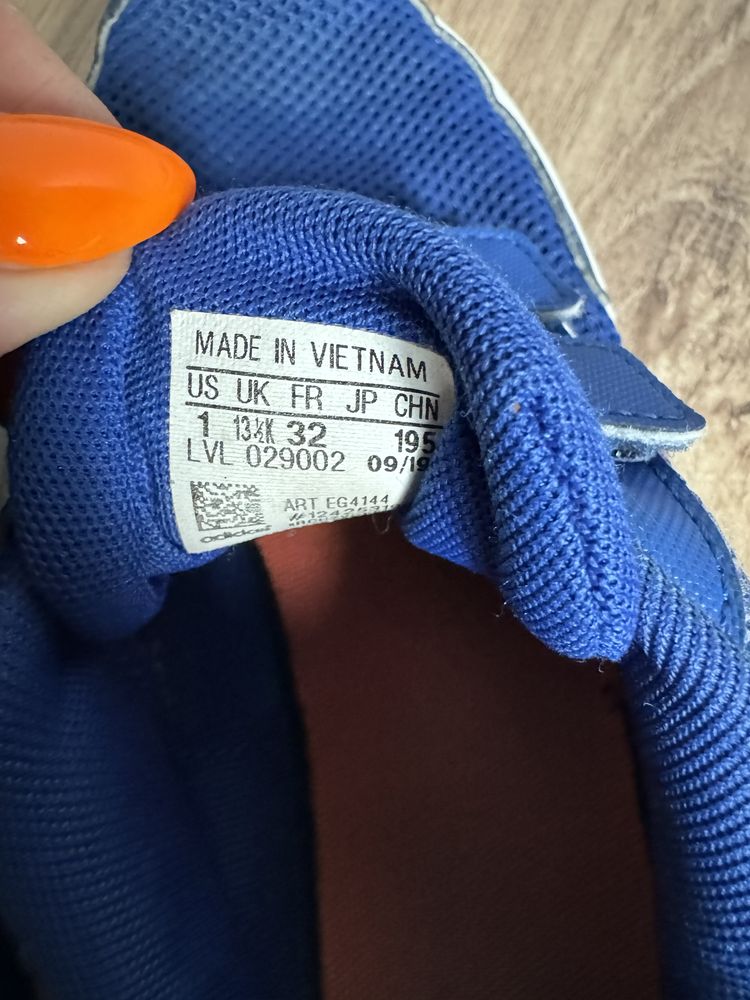 MADE IN VIETNAM
US UK FR JP CHN
1 13½K 32 195
LVL 029002 09/19
ART EG4144
adidas